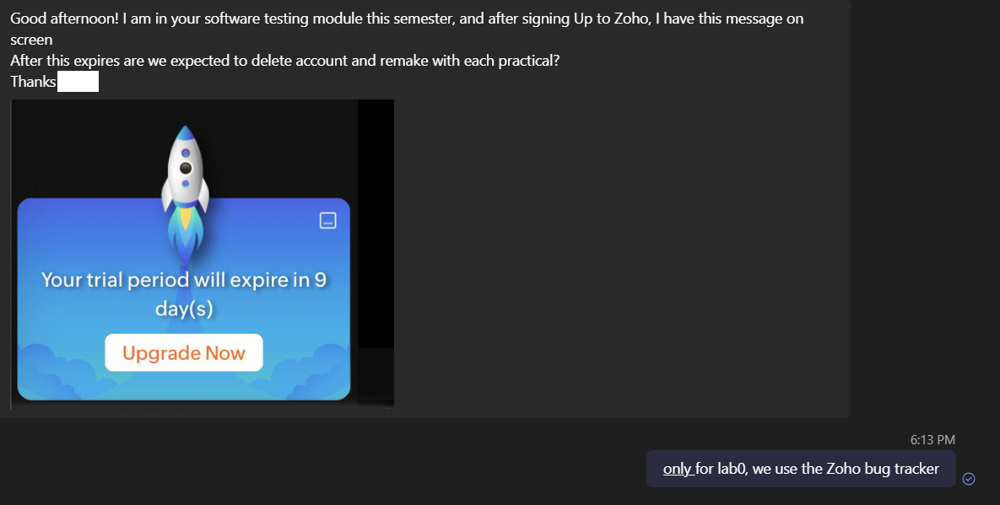 Good afternoon! I am in your software testing module this semester, and after signing Up to Zoho, I have this message on
screen
After this expires are we expected to delete account and remake with each practical?
Thanks
Your trial period will expire in 9
day(s)
Upgrade Now
6:13 PM
only for lab0, we use the Zoho bug tracker